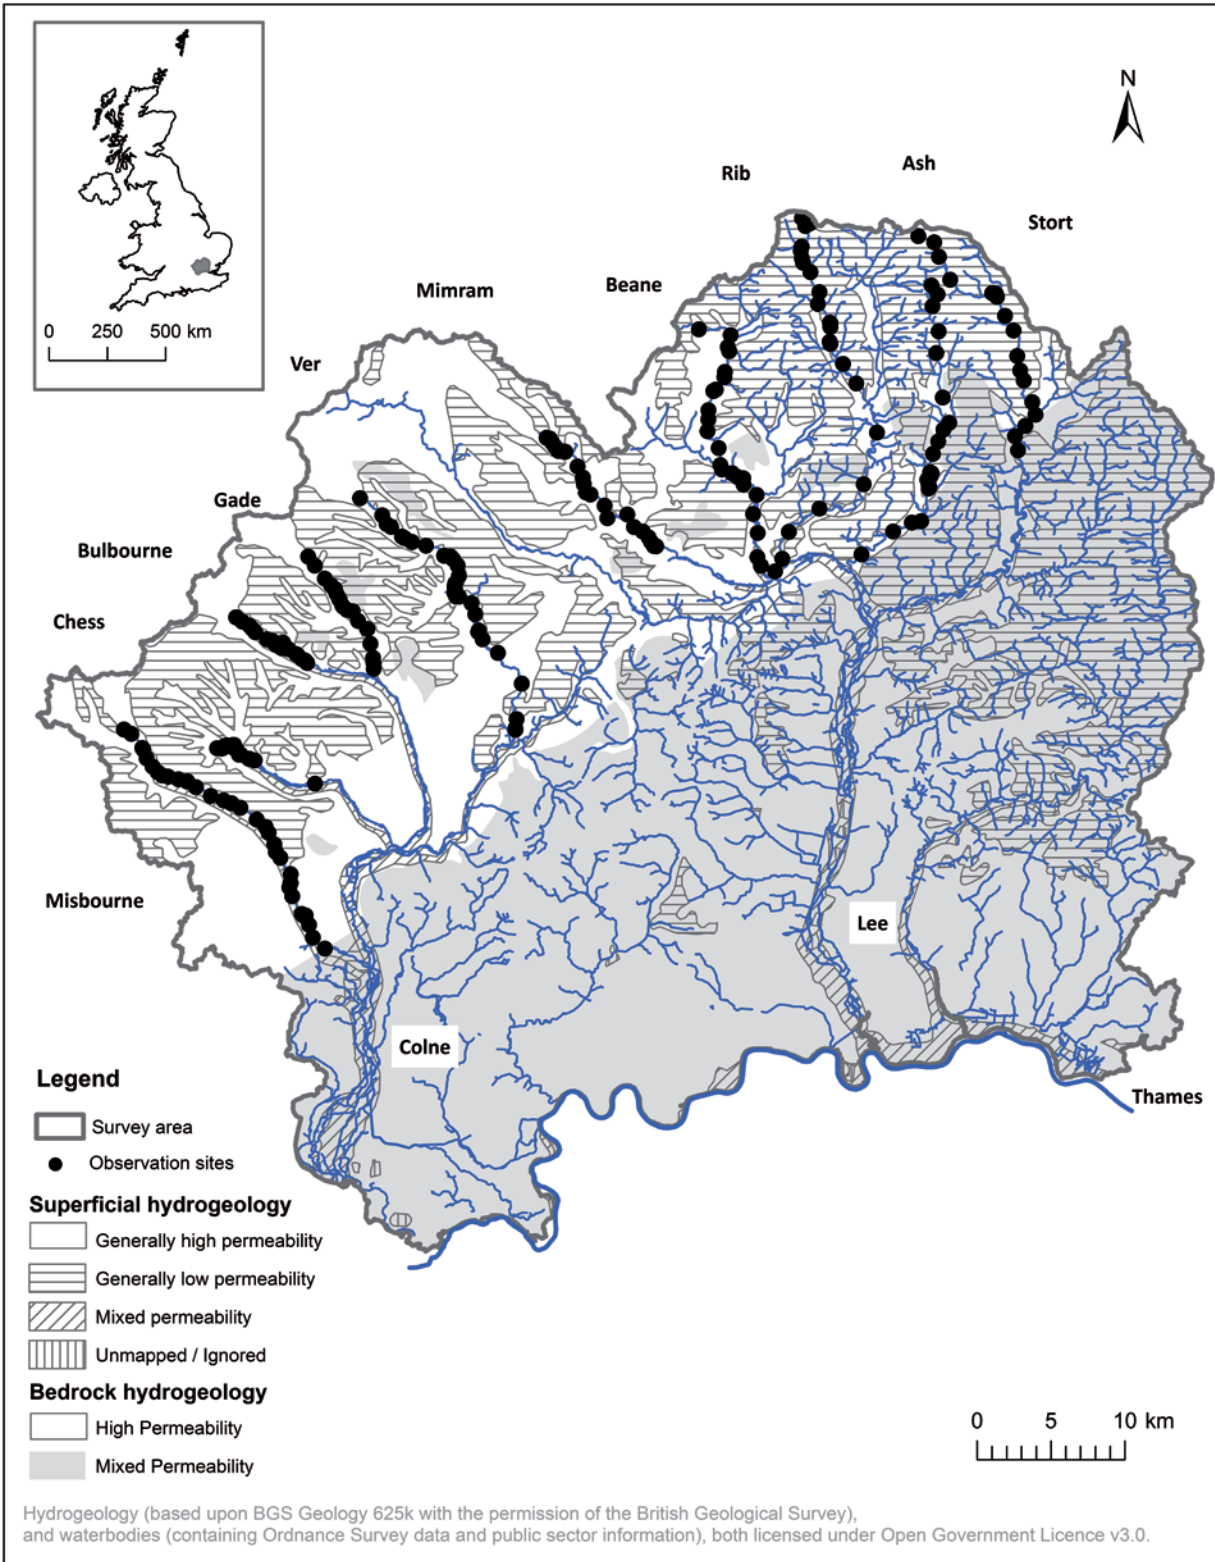 0 250 500 km
N
Rib
Ash
Stort
Beane
Mimram
Ver
Gade
Bulbourne
Chess
Misbourne
Lee
Colne
Thames
Legend
Survey area
Observation sites
Superficial hydrogeology
Generally high permeability
Generally low permeability
Mixed permeability
Unmapped / Ignored
Bedrock hydrogeology
High Permeability
Mixed Permeability
0 5 10 km
Hydrogeology (based upon BGS Geology 625k with the permission of the British Geological Survey),
and waterbodies (containing Ordnance Survey data and public sector information), both licensed under Open Government Licence v3.0.